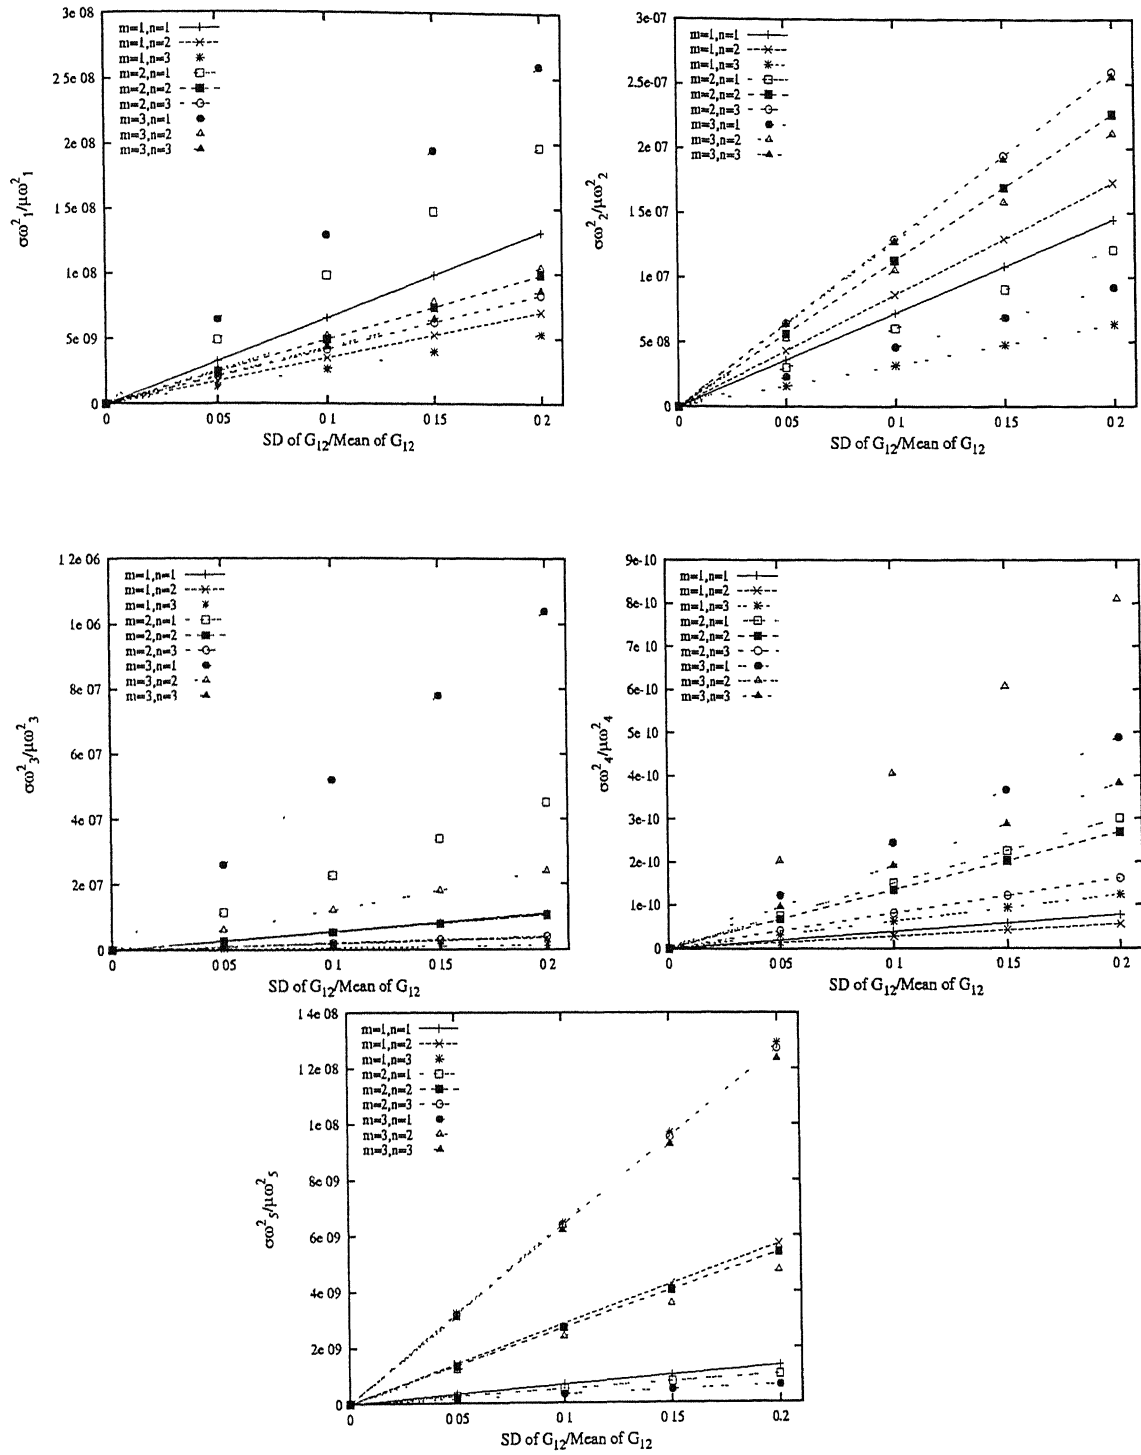 3e 08
2 5e 08
2e 08
1 5e 08
1e 08
5e 09
0
σω²₁/μω²₁
m=1,n=1
m=1,n=2
m=1,n=3
m=2,n=1
m=2,n=2
m=2,n=3
m=3,n=1
m=3,n=2
m=3,n=3
0 0 05 0 1 0 15 0 2
SD of G₁₂/Mean of G₁₂
3e-07
2 5e-07
2e 07
1 5e 07
1e 07
5e 08
0
σω²₂/μω²₂
m=1,n=1
m=1,n=2
m=1,n=3
m=2,n=1
m=2,n=2
m=2,n=3
m=3,n=1
m=3,n=2
m=3,n=3
0 0 05 0 1 0 15 0 2
SD of G₁₂/Mean of G₁₂
1 2e 06
1e 06
8e 07
6e 07
4e 07
2e 07
0
σω²₃/μω²₃
m=1,n=1
m=1,n=2
m=1,n=3
m=2,n=1
m=2,n=2
m=2,n=3
m=3,n=1
m=3,n=2
m=3,n=3
0 0 05 0 1 0 15 0 2
SD of G₁₂/Mean of G₁₂
9e-10
8e-10
7e-10
6e-10
5e-10
4e-10
3e-10
2e-10
1e-10
0
σω²₄/μω²₄
m=1,n=1
m=1,n=2
m=1,n=3
m=2,n=1
m=2,n=2
m=2,n=3
m=3,n=1
m=3,n=2
m=3,n=3
0 0 05 0 1 0 15 0 2
SD of G₁₂/Mean of G₁₂
1 4e 08
1 2e 08
1e 08
8e 09
6e 09
4e 09
2e 09
0
σω²₅/μω²₅
m=1,n=1
m=1,n=2
m=1,n=3
m=2,n=1
m=2,n=2
m=2,n=3
m=3,n=1
m=3,n=2
m=3,n=3
0 0 05 0 1 0 15 0 2
SD of G₁₂/Mean of G₁₂